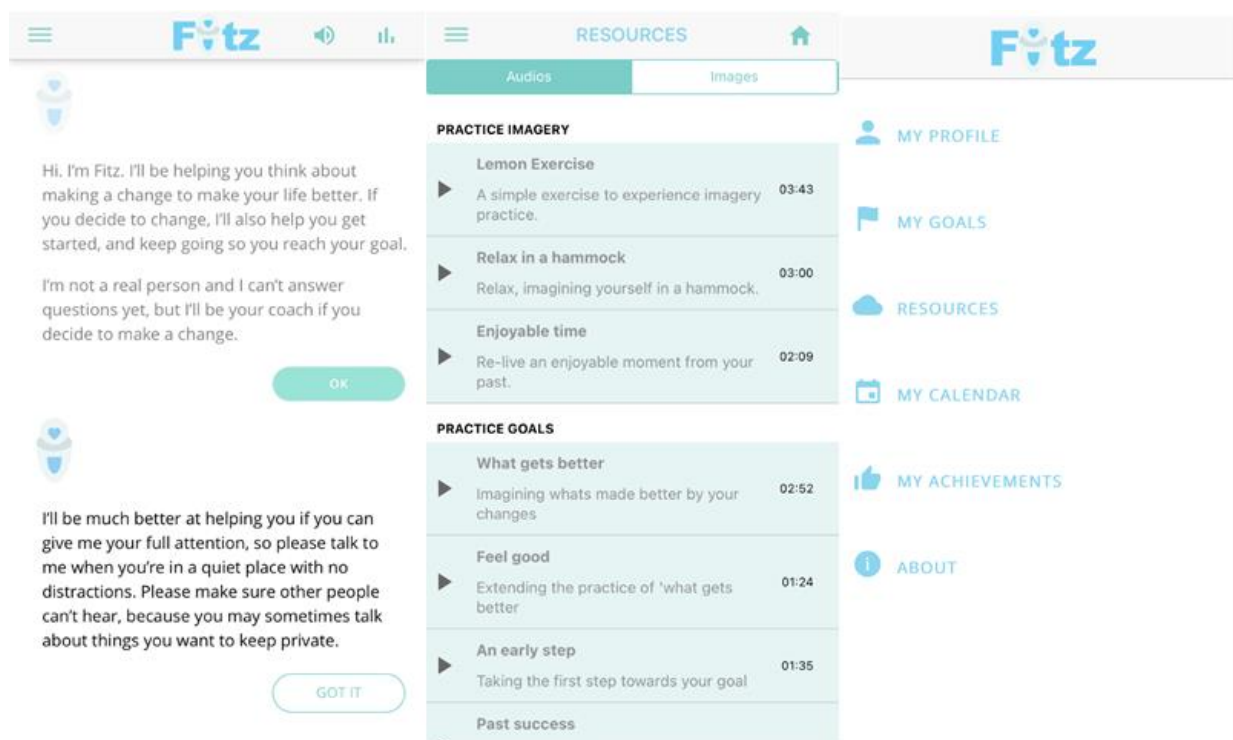 Fitz
Hi. I'm Fitz. I'll be helping you think about
making a change to make your life better. If
you decide to change, I'll also help you get
started, and keep going so you reach your goal.
I'm not a real person and I can't answer
questions yet, but I'll be your coach if you
decide to make a change.
OK
I'll be much better at helping you if you can
give me your full attention, so please talk to
me when you're in a quiet place with no
distractions. Please make sure other people
can't hear, because you may sometimes talk
about things you want to keep private.
GOT IT
RESOURCES
Audios Images
PRACTICE IMAGERY
Lemon Exercise
A simple exercise to experience imagery 03:43
practice.
Relax in a hammock
03:00
Relax, imagining yourself in a hammock.
Enjoyable time
Re-live an enjoyable moment from your 02:09
past.
PRACTICE GOALS
What gets better
Imagining whats made better by your 02:52
changes
Feel good
Extending the practice of 'what gets 01:24
better
An early step
01:35
Taking the first step towards your goal
Past success
Fitz
MY PROFILE
MY GOALS
RESOURCES
MY CALENDAR
MY ACHIEVEMENTS
ABOUT